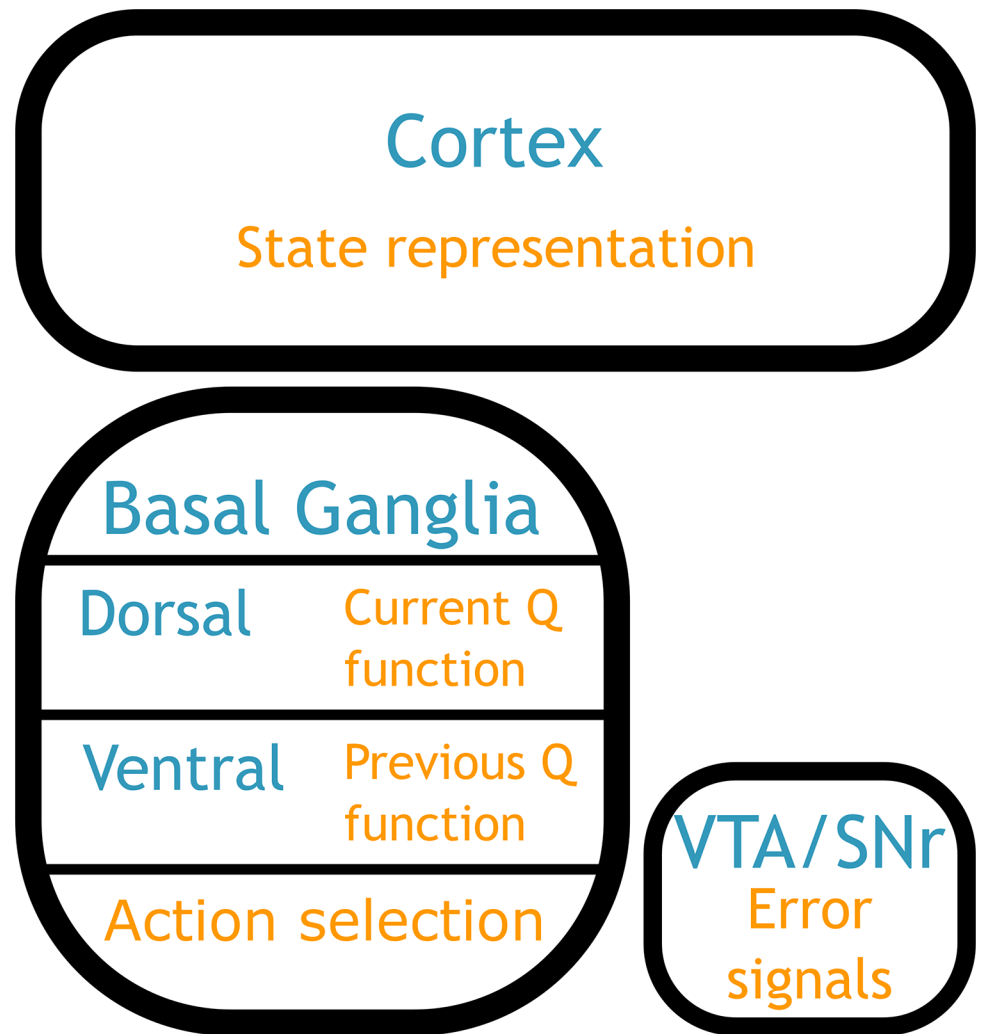 Cortex
State representation
Basal Ganglia
Dorsal
Current Q
function
Ventral
Previous Q
function
Action selection
VTA/SNr
Error
signals